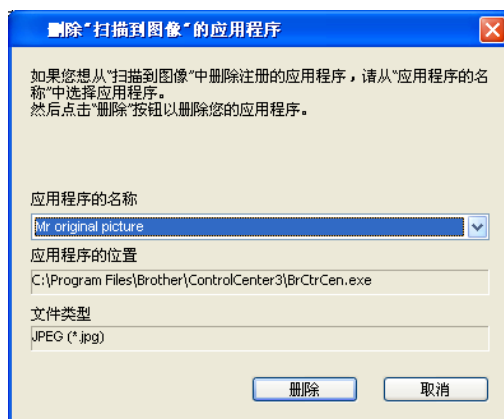 删除“扫描到图像”的应用程序
如果您想从“扫描到图像”中删除注册的应用程序，请从“应用程序的名
称”中选择应用程序。
然后点击“删除”按钮以删除您的应用程序。
应用程序的名称
Mr original picture
应用程序的位置
C:\Program Files\Brother\ControlCenter3\BrCtrCen.exe
文件类型
JPEG (*.jpg)
删除 取消